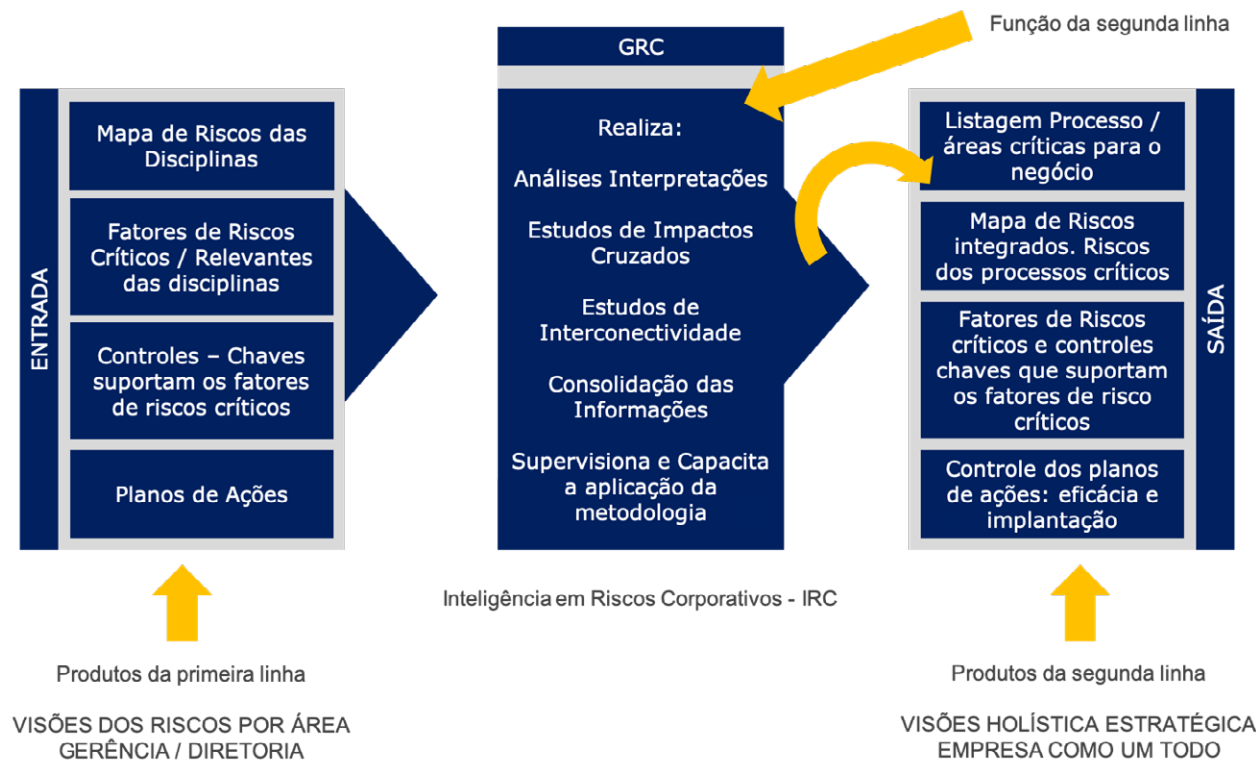 Função da segunda linha
GRC
ENTRADA
Mapa de Riscos das
Disciplinas
Fatores de Riscos
Críticos / Relevantes
das disciplinas
Controles – Chaves
suportam os fatores
de riscos críticos
Planos de Ações
Realiza:
Análises Interpretações
Estudos de Impactos
Cruzados
Estudos de
Interconectividade
Consolidação das
Informações
Supervisiona e Capacita
a aplicação da
metodologia
Listagem Processo /
áreas críticas para o
negócio
Mapa de Riscos
integrados. Riscos
dos processos críticos
Fatores de Riscos
críticos e controles
chaves que suportam
os fatores de risco
críticos
Controle dos planos
de ações: eficácia e
implantação
SAÍDA
Inteligência em Riscos Corporativos - IRC
Produtos da primeira linha
VISÕES DOS RISCOS POR ÁREA
GERÊNCIA / DIRETORIA
Produtos da segunda linha
VISÕES HOLÍSTICA ESTRATÉGICA
EMPRESA COMO UM TODO